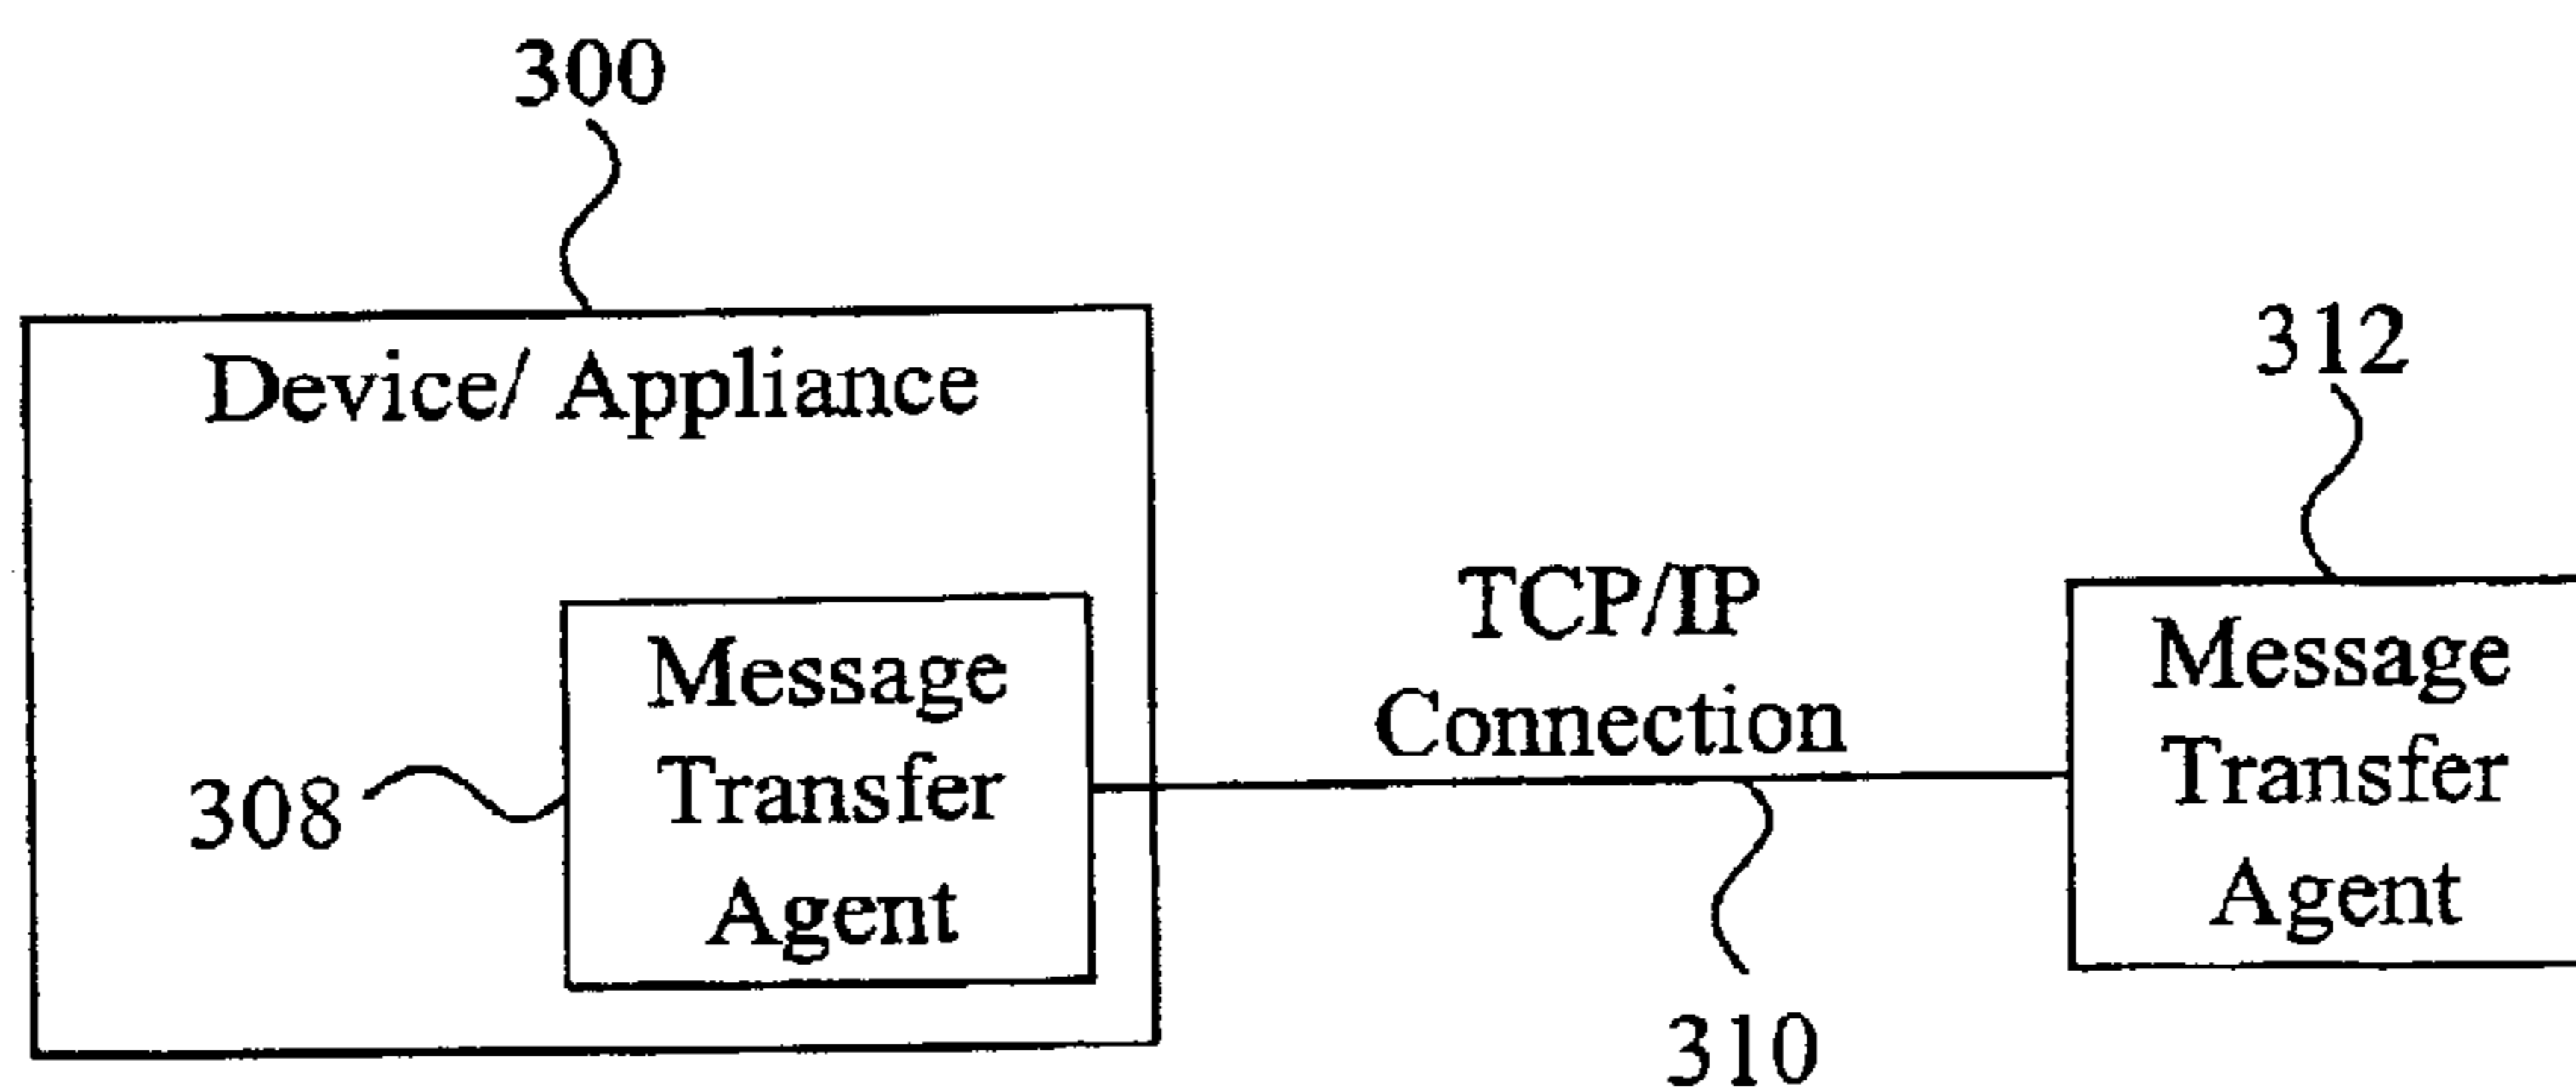 300
Device/ Appliance
312
TCP/IP
Connection
Message
Transfer
Agent
308
Message
Transfer
Agent
310